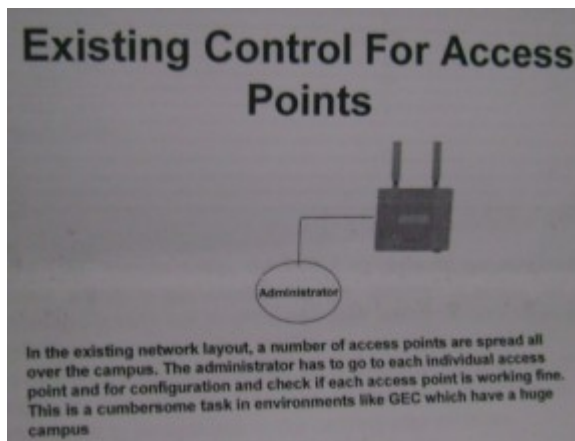 Existing Control For Access
Points
Administrator
In the existing network layout, a number of access points are spread all
over the campus. The administrator has to go to each individual access
point and for configuration and check if each access point is working fine.
This is a cumbersome task in environments like GEC which have a huge
campus